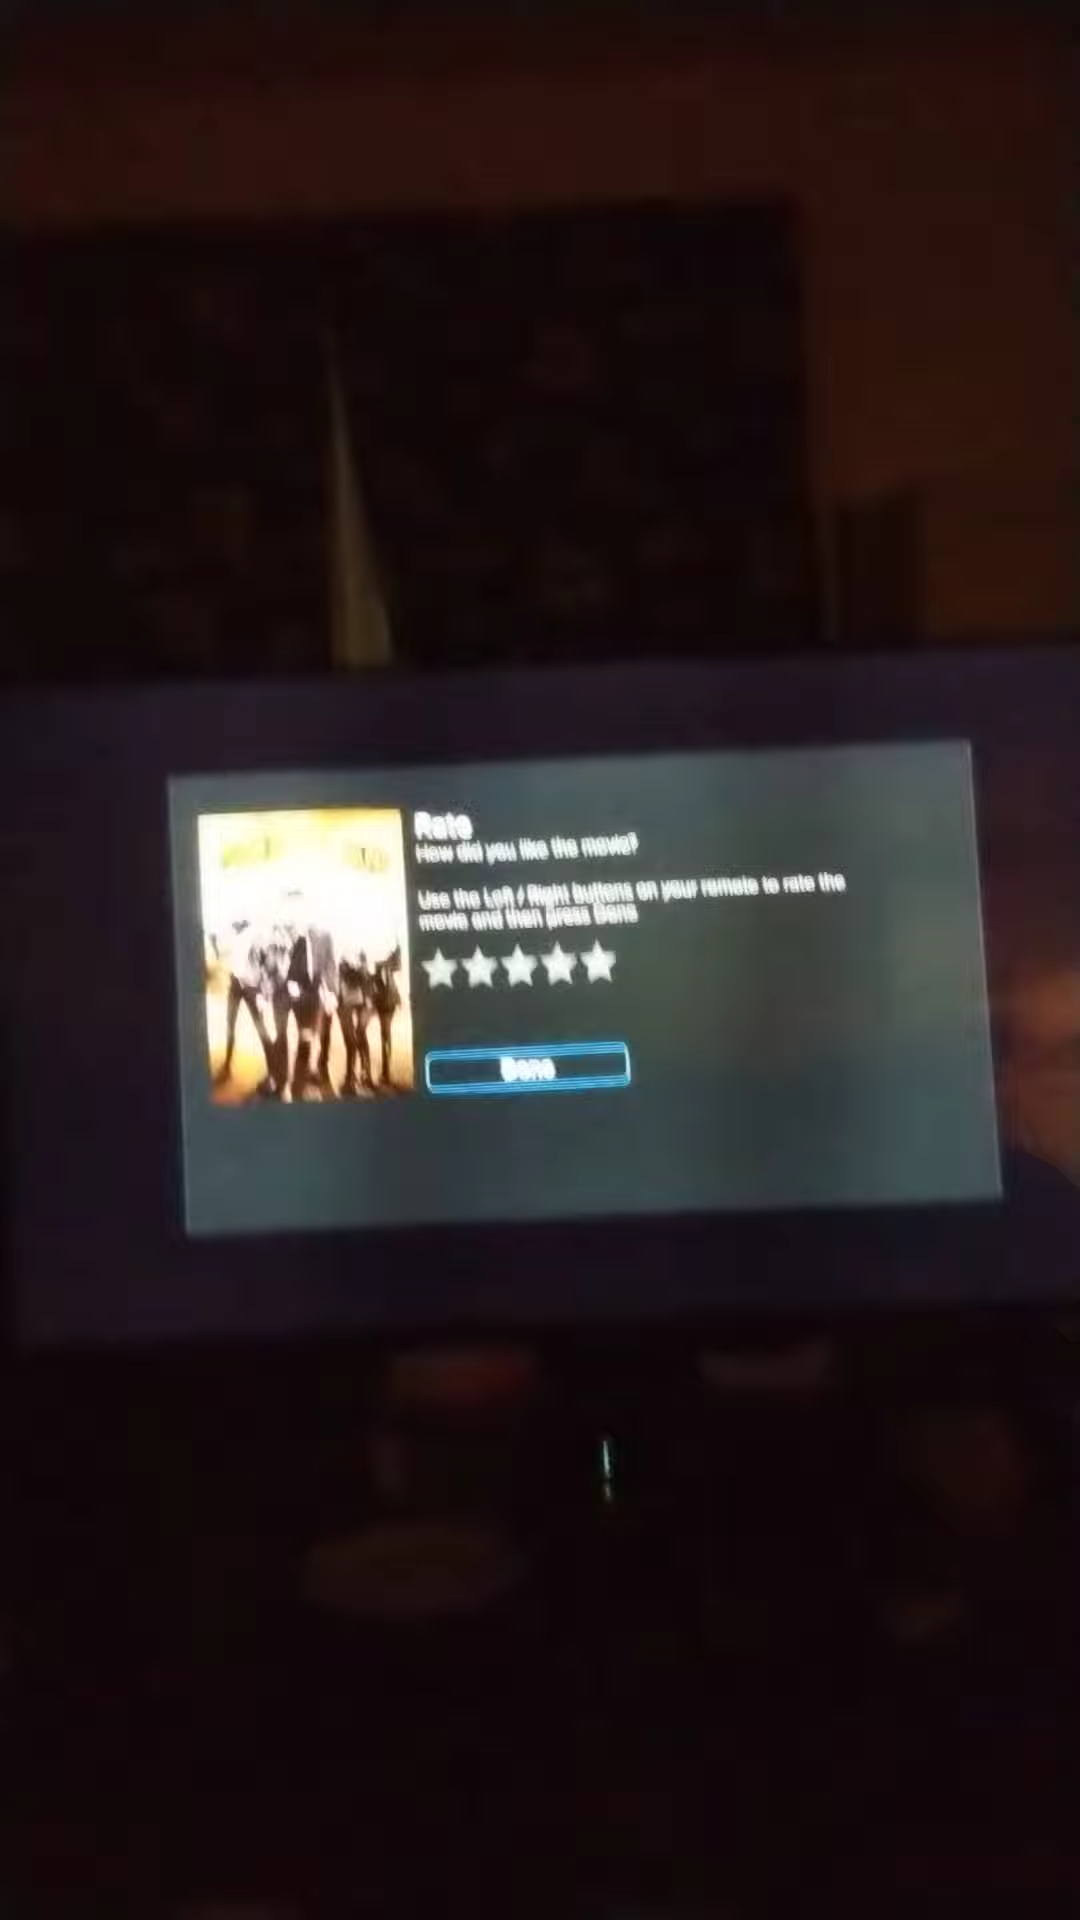 Rate
How did you like the movie?
Use the Left / Right buttons on your remote to rate the
movie and then press Done
Done